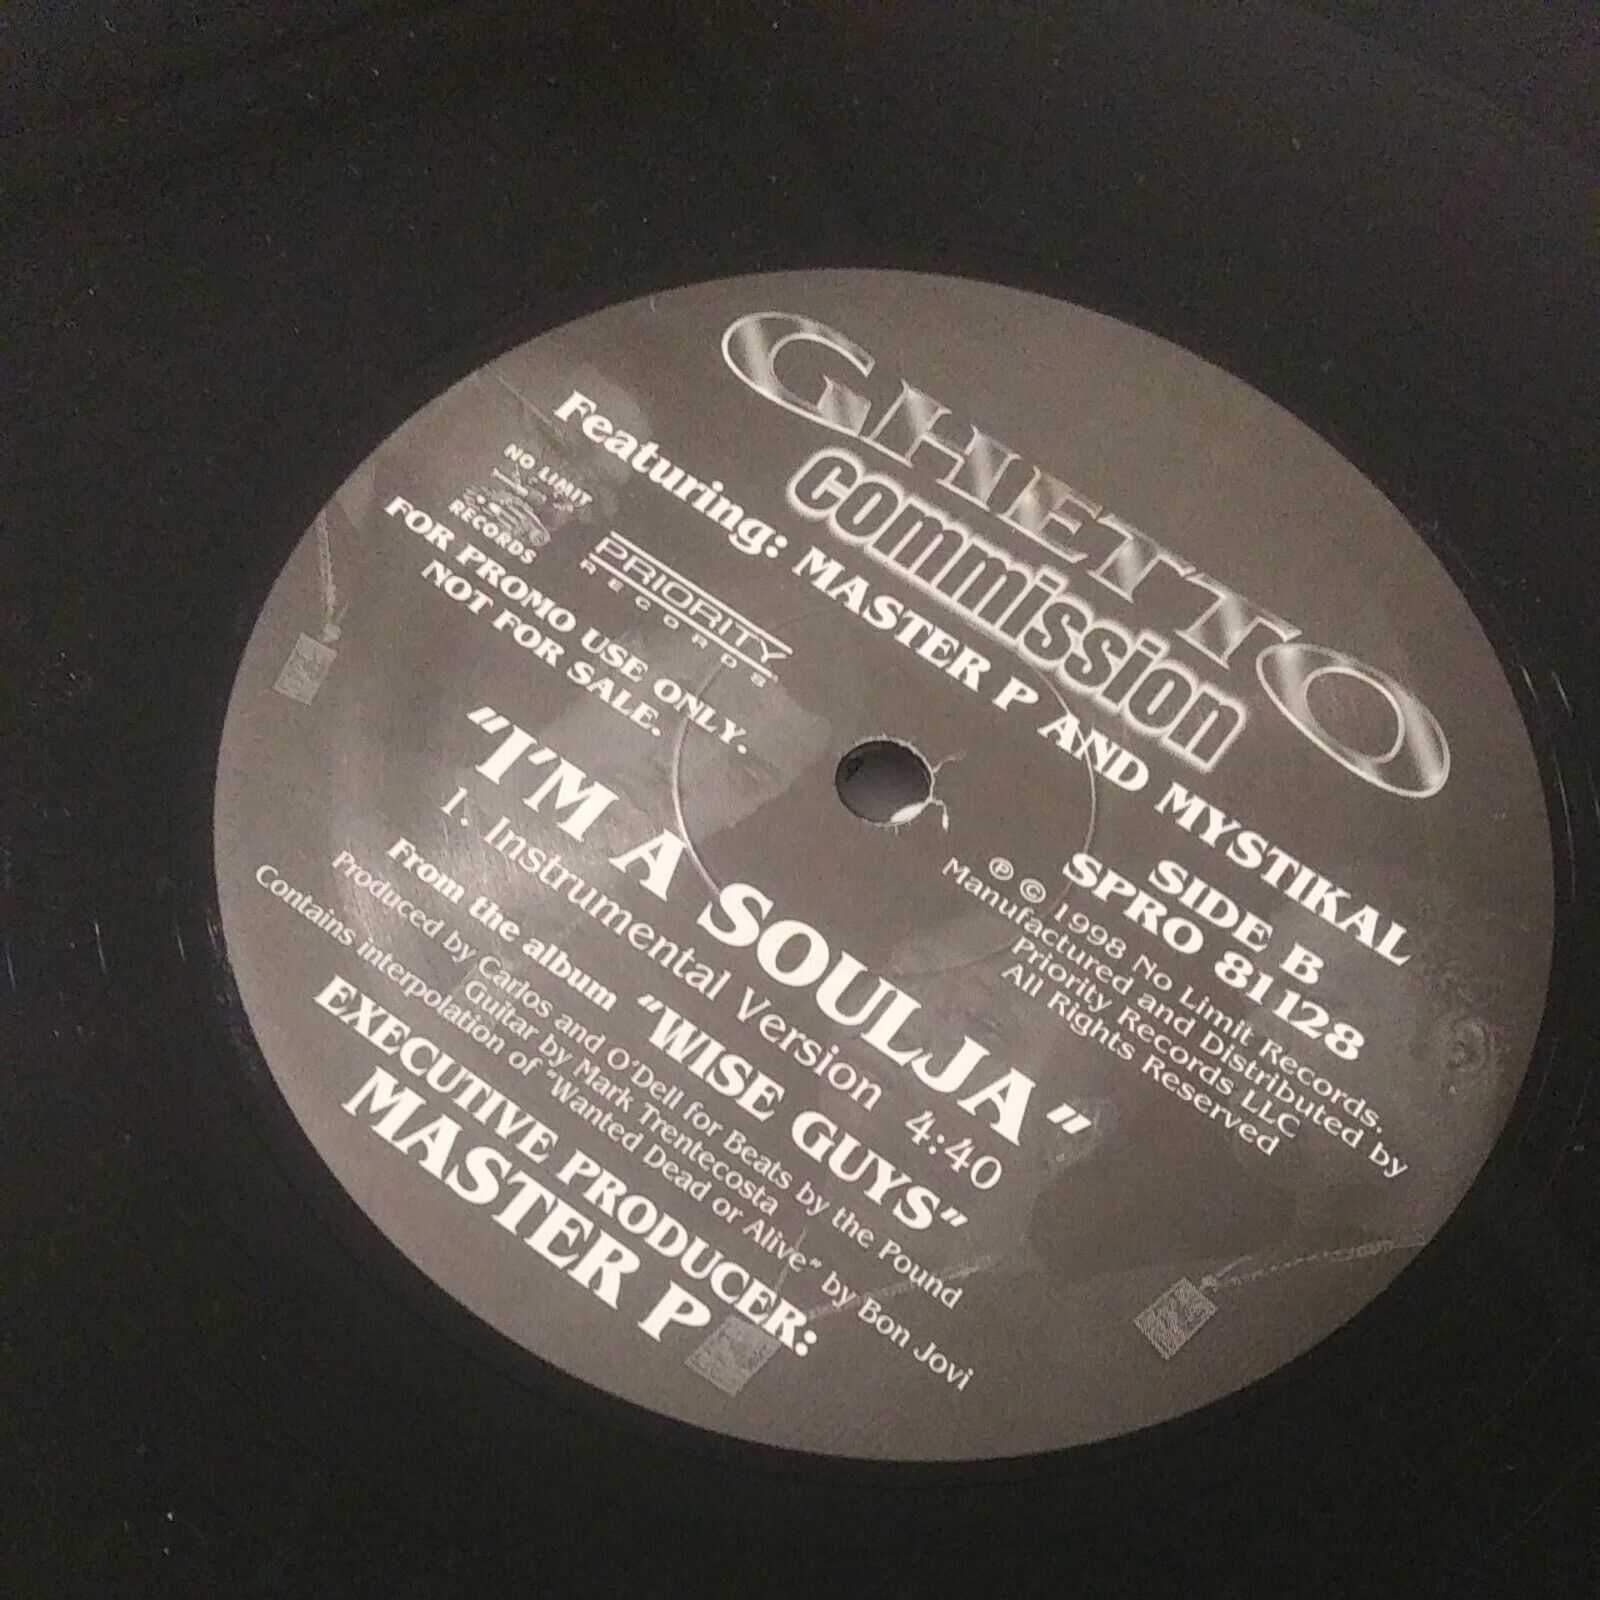 GHETTO
COMMISSION
Featuring: MASTER P AND MYSTIKAL
NO LIMIT
RECORDS
PRIORITY
RECORDS
FOR PROMO USE ONLY.
NOT FOR SALE.
SIDE B
SPRO 81128
℗ © 1998 No Limit Records.
Manufactured and Distributed by
Priority Records LLC
All Rights Reserved
"I'M A SOULJA"
1. Instrumental Version 4:40
From the album "WISE GUYS"
Produced by Carlos and O'Dell for Beats by the Pound
Guitar by Mark Trentecosta
Contains interpolation of "Wanted Dead or Alive" by Bon Jovi
EXECUTIVE PRODUCER:
MASTER P